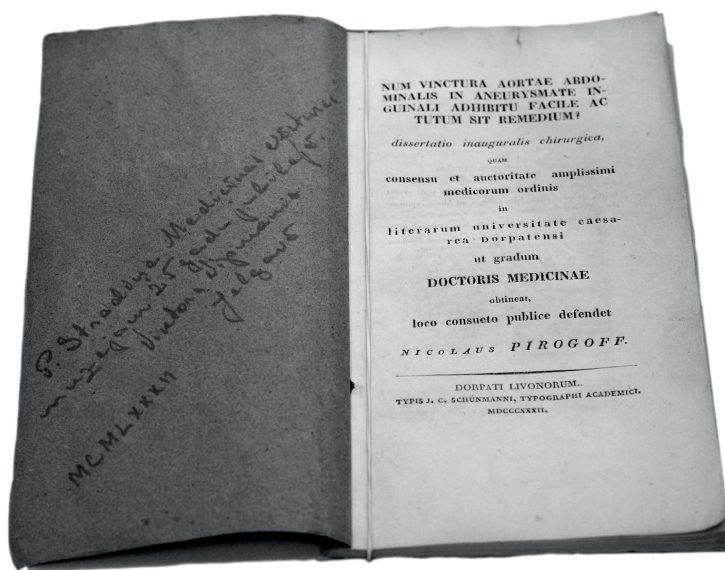 P. Stradiņa Medicīnas vēstures
muzejam 25 gadu jubilejā.
Jelgavā
MCMLXXXII
NUM VINCTURA AORTAE ABDO-
MINALIS IN ANEURYSMATE IN-
GUINALI ADHIBITU FACILE AC
TUTUM SIT REMEDIUM?
dissertatio inauguralis chirurgica,
QUAM
consensu et auctoritate amplissimi
medicorum ordinis
in
literarum universitate caesa-
rea Dorpatensi
ut gradum
DOCTORIS MEDICINAE
obtineat,
loco consueto publice defendet
NICOLAUS PIROGOFF.
DORPATI LIVONORUM.
TYPIS J. C. SCHÜNMANNI, TYPOGRAPHI ACADEMICI.
MDCCCXXXII.